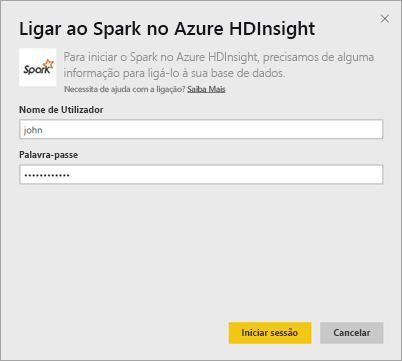 Ligar ao Spark no Azure HDInsight
Spark
Para iniciar o Spark no Azure HDInsight, precisamos de alguma
informação para ligá-lo à sua base de dados.
Necessita de ajuda com a ligação? Saiba Mais
Nome de Utilizador
john
Palavra-passe
••••••••••••
Iniciar sessão Cancelar